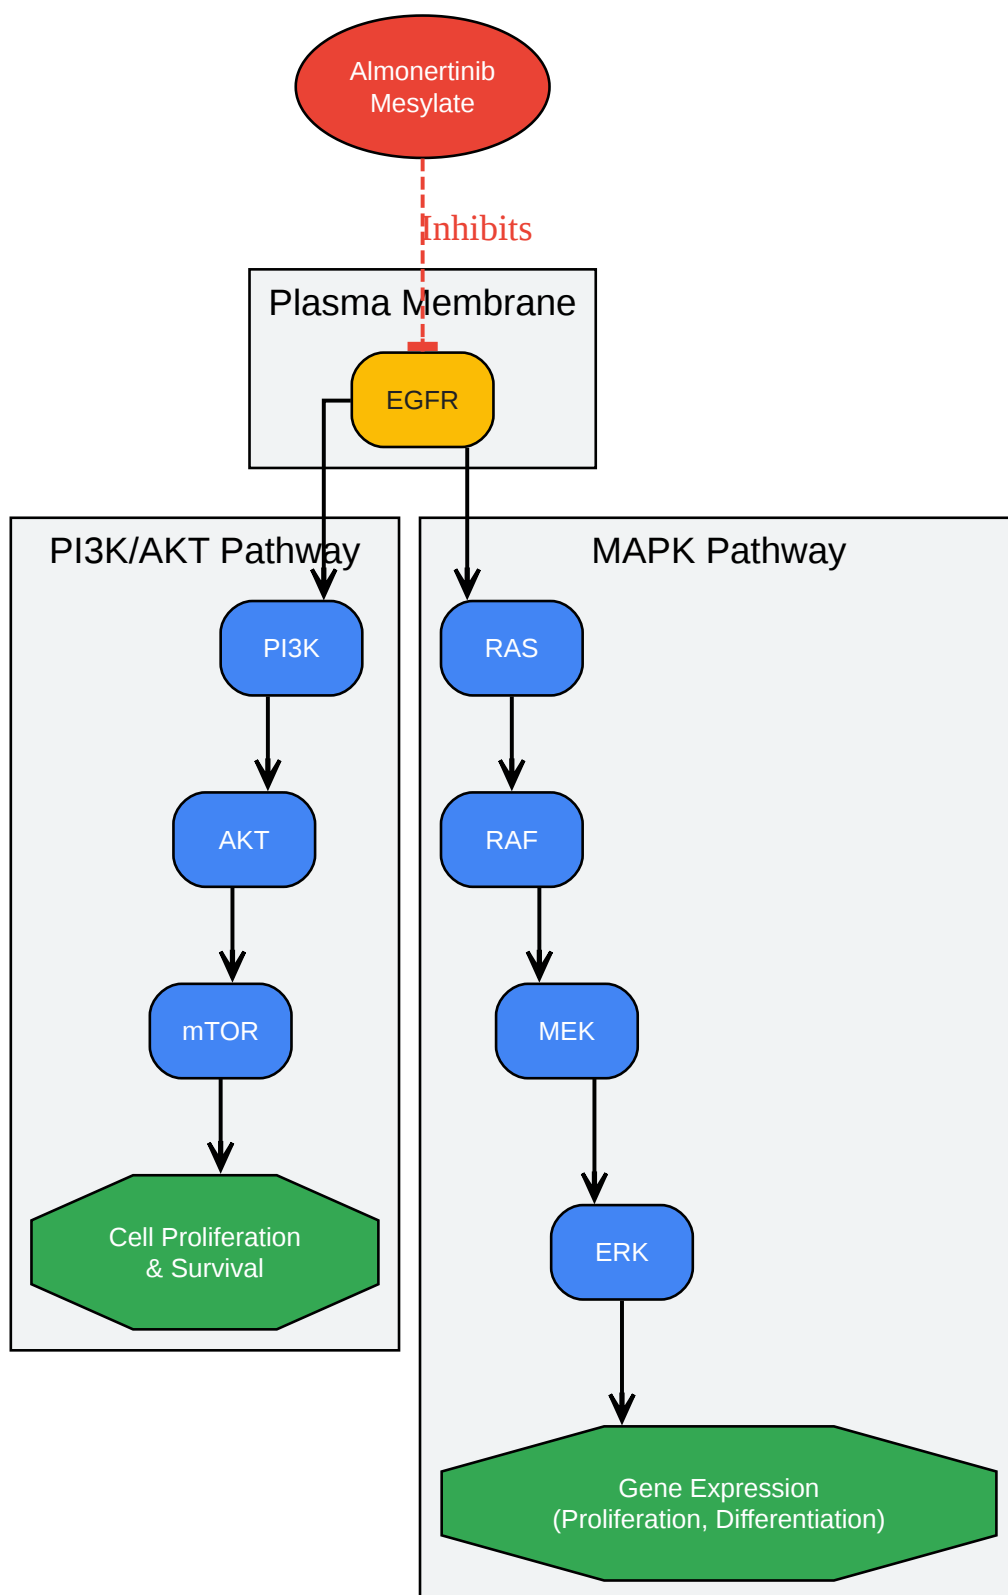 Almonertinib
Mesylate
Inhibits
Plasma Membrane
EGFR
PI3K/AKT Pathway
PI3K
AKT
mTOR
Cell Proliferation
& Survival
MAPK Pathway
RAS
RAF
MEK
ERK
Gene Expression
(Proliferation, Differentiation)